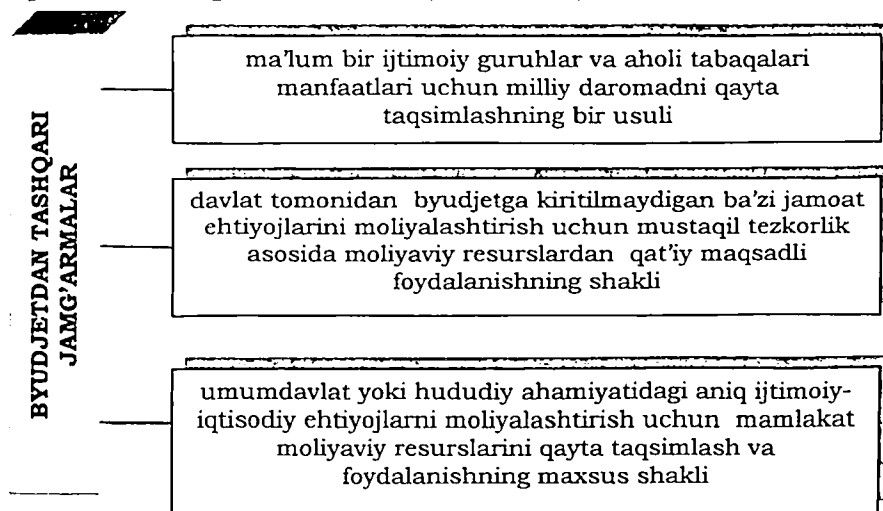 BYUDJETDAN TASHQARI
JAMG'ARMALAR
ma'lum bir ijtimoiy guruhlar va aholi tabaqalari
manfaatlari uchun milliy daromadni qayta
taqsimlashning bir usuli
davlat tomonidan byudjetga kiritilmaydigan ba'zi jamoat
ehtiyojlarini moliyalashtirish uchun mustaqil tezkorlik
asosida moliyaviy resurslardan qat'iy maqsadli
foydalanishning shakli
umumdavlat yoki hududiy ahamiyatidagi aniq ijtimoiy-
iqtisodiy ehtiyojlarni moliyalashtirish uchun mamlakat
moliyaviy resurslarini qayta taqsimlash va
foydalanishning maxsus shakli